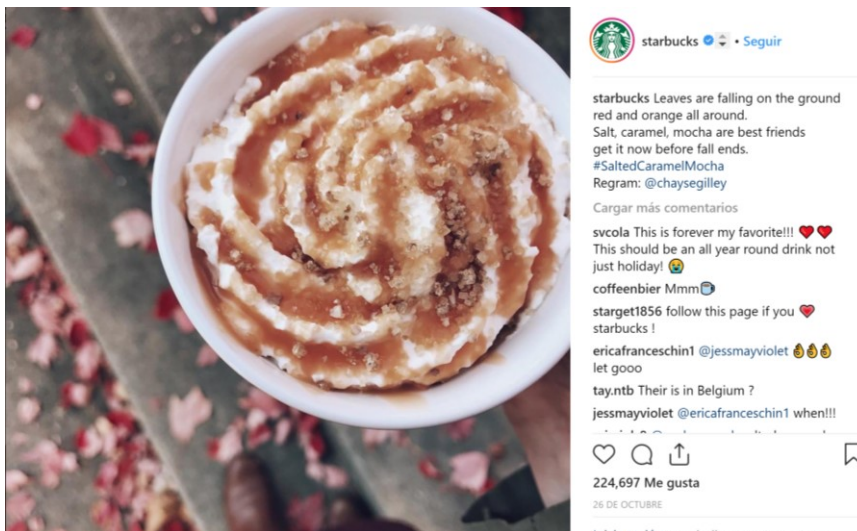 starbucks • Seguir
starbucks Leaves are falling on the ground
red and orange all around.
Salt, caramel, mocha are best friends
get it now before fall ends.
#SaltedCaramelMocha
Regram: @chaysegilley
Cargar más comentarios
svcola This is forever my favorite!!! ❤️ ❤️
This should be an all year round drink not
just holiday! 😭
coffeenbier Mmm☕
starget1856 follow this page if you 💗
starbucks !
ericafranceschin1 @jessmayviolet 👌👌👌
let gooo
tay.ntb Their is in Belgium ?
jessmayviolet @ericafranceschin1 when!!!
224,697 Me gusta
26 DE OCTUBRE